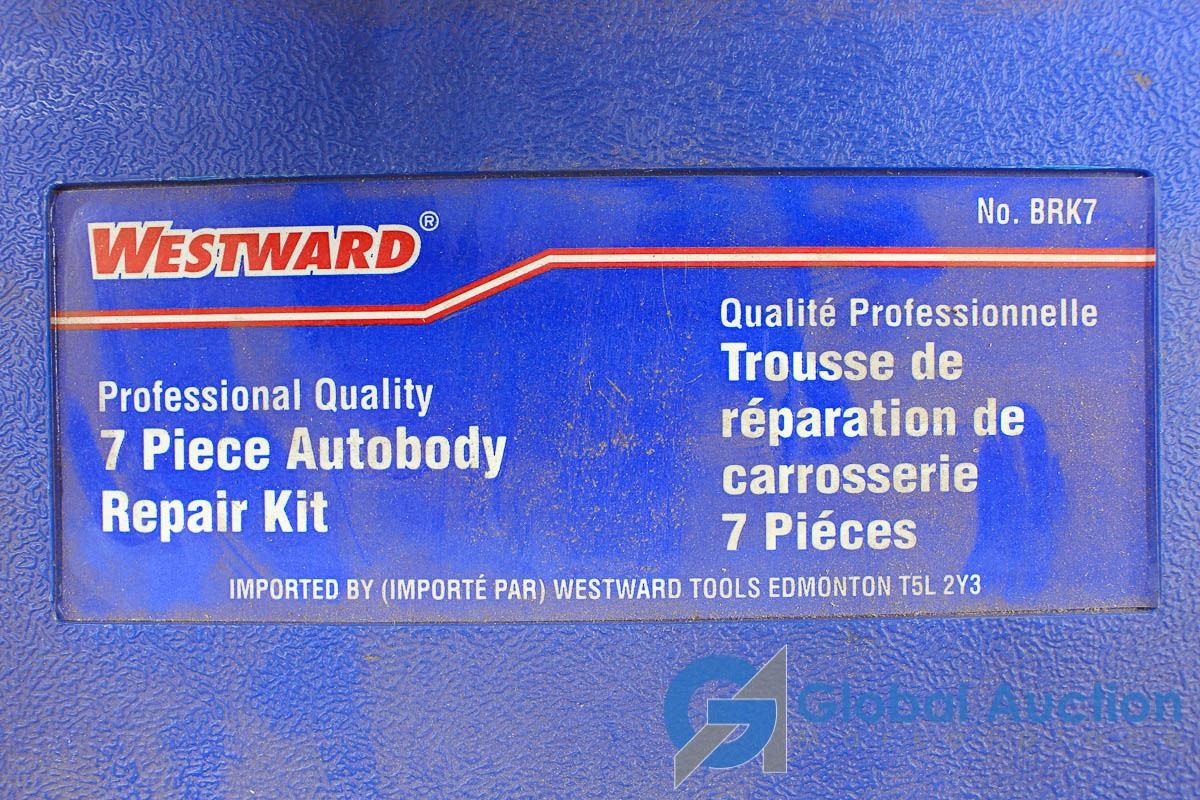 WESTWARD®
No. BRK7
Professional Quality
7 Piece Autobody
Repair Kit
Qualité Professionnelle
Trousse de
réparation de
carrosserie
7 Piéces
IMPORTED BY (IMPORTÉ PAR) WESTWARD TOOLS EDMONTON T5L 2Y3
Global Auction